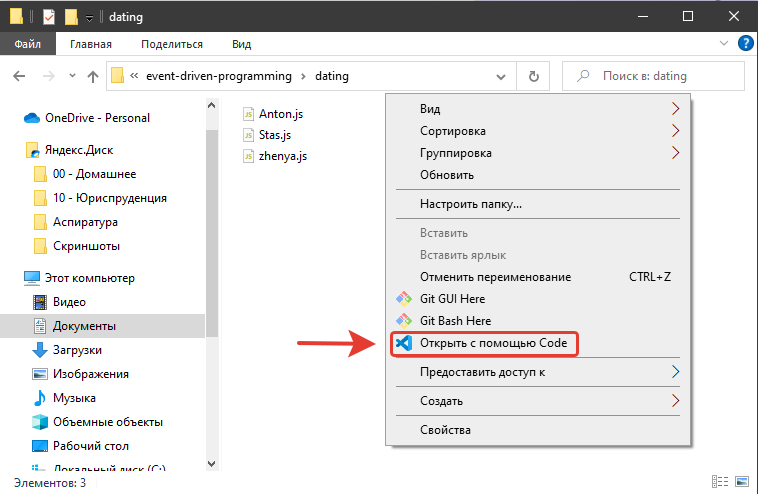 dating
Файл Главная Поделиться Вид
event-driven-programming dating
Поиск в: dating
OneDrive - Personal
Яндекс.Диск
00 - Домашнее
10 - Юриспруденция
Аспиратура
Скриншоты
Этот компьютер
Видео
Документы
Загрузки
Изображения
Музыка
Объемные объекты
Рабочий стол
Локальный диск (C:)
JS Anton.js
JS Stas.js
JS zhenya.js
Вид
Сортировка
Группировка
Обновить
Настроить папку...
Вставить
Вставить ярлык
Отменить переименование CTRL+Z
Git GUI Here
Git Bash Here
Открыть с помощью Code
Предоставить доступ к
Создать
Свойства
Элементов: 3